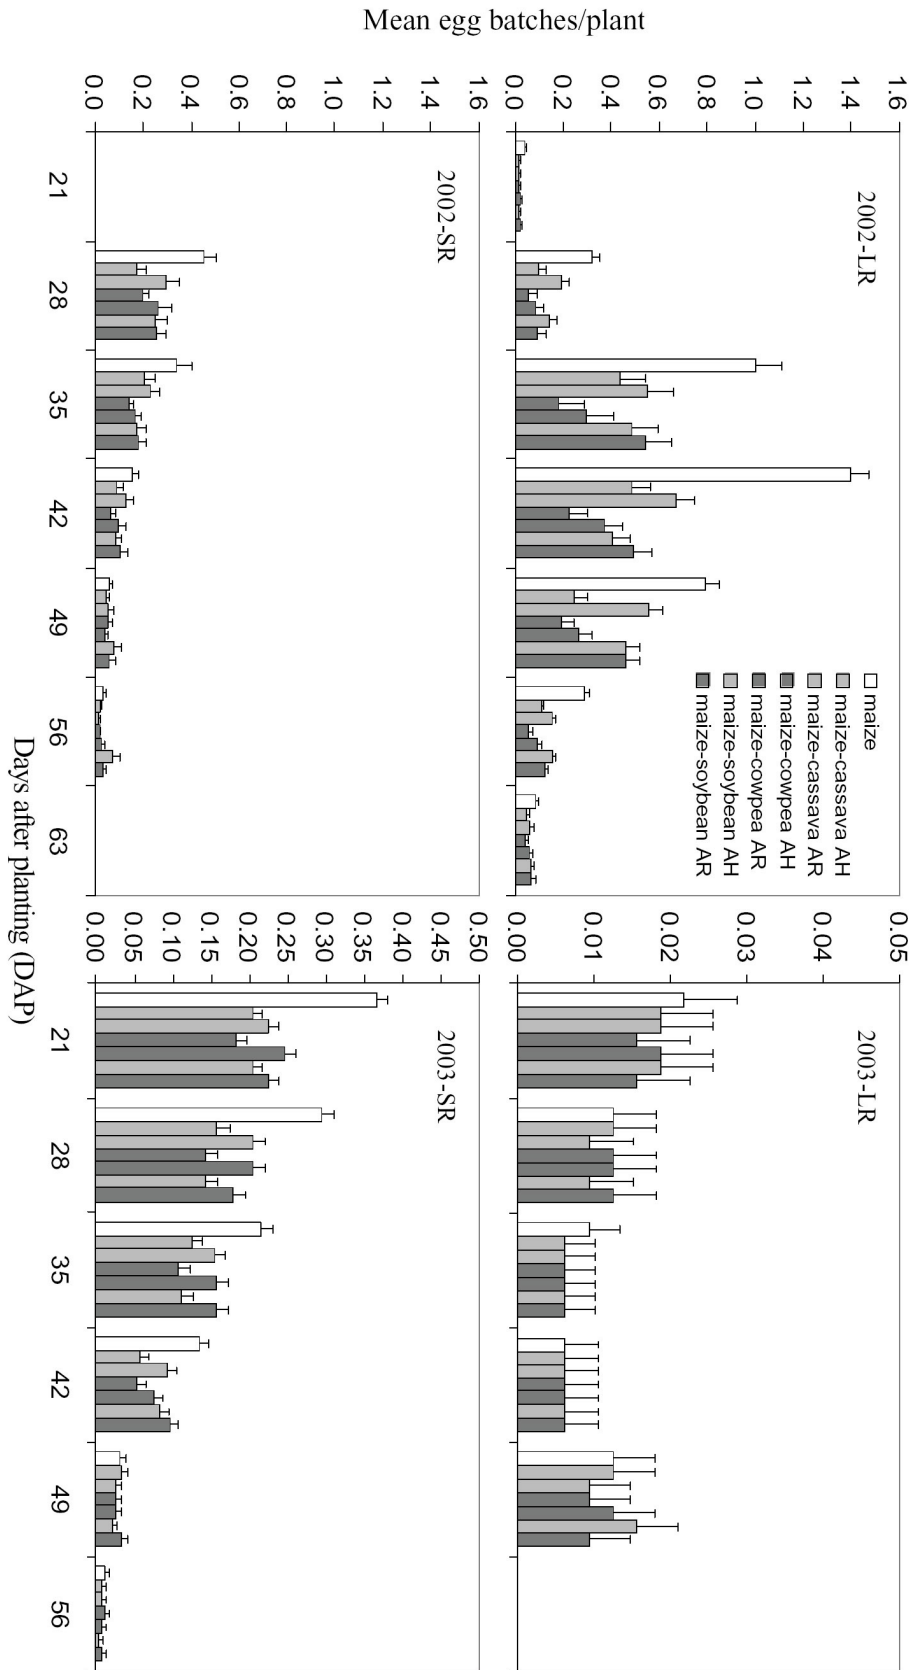 Mean egg batches/plant
1.6
1.4
1.2
1
0.8
0.6
0.4
0.2
0.0
2002-LR
maize
maize-cassava AH
maize-cassava AR
maize-cowpea AH
maize-cowpea AR
maize-soybean AH
maize-soybean AR
0.05
0.04
0.03
0.02
0.01
0.00
2003-LR
1.6
1.4
1.2
1
0.8
0.6
0.4
0.2
.0
2002-SR
21 28 35 42 49 56 63
0.50
0.45
0.40
0.35
0.30
0.25
0.20
0.15
0.10
0.05
0.00
2003-SR
21 28 35 42 49 56
Days after planting (DAP)